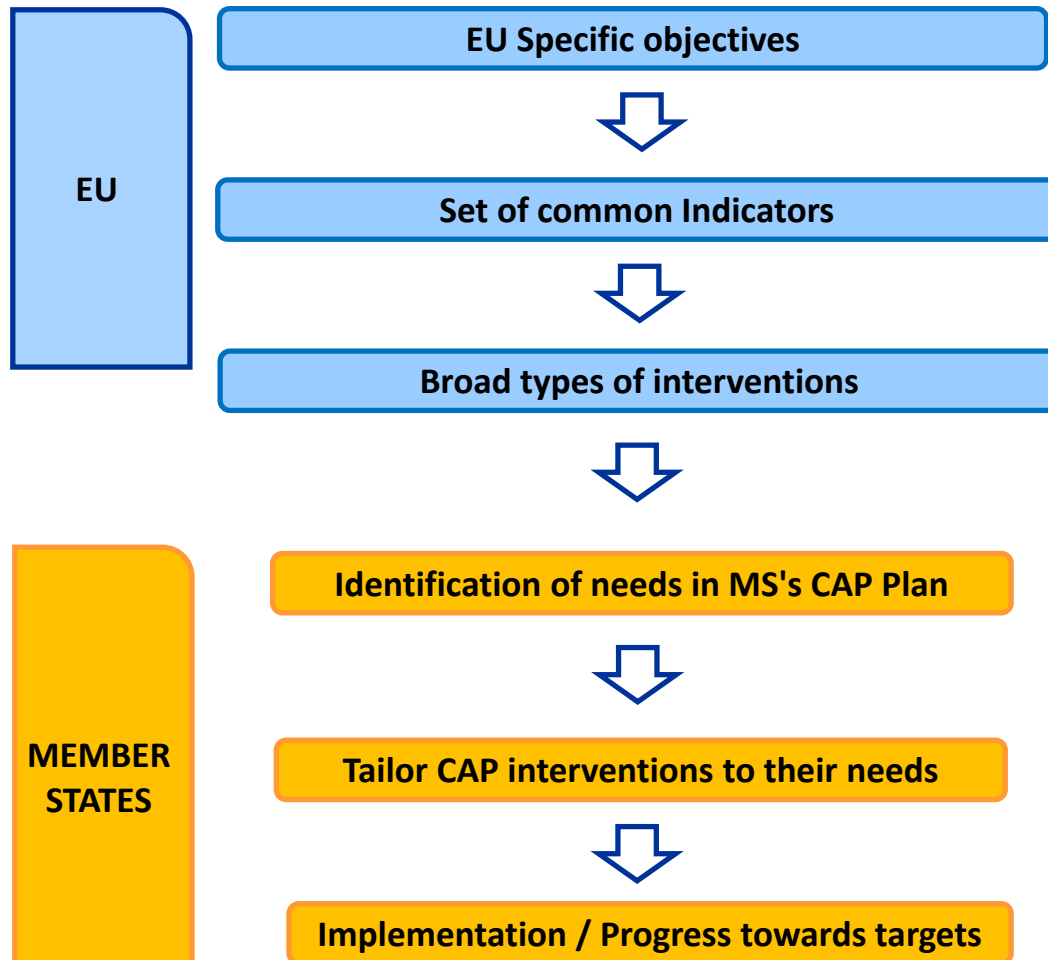 EU Specific objectives
EU
Set of common Indicators
Broad types of interventions
Identification of needs in MS's CAP Plan
MEMBER
STATES
Tailor CAP interventions to their needs
Implementation / Progress towards targets